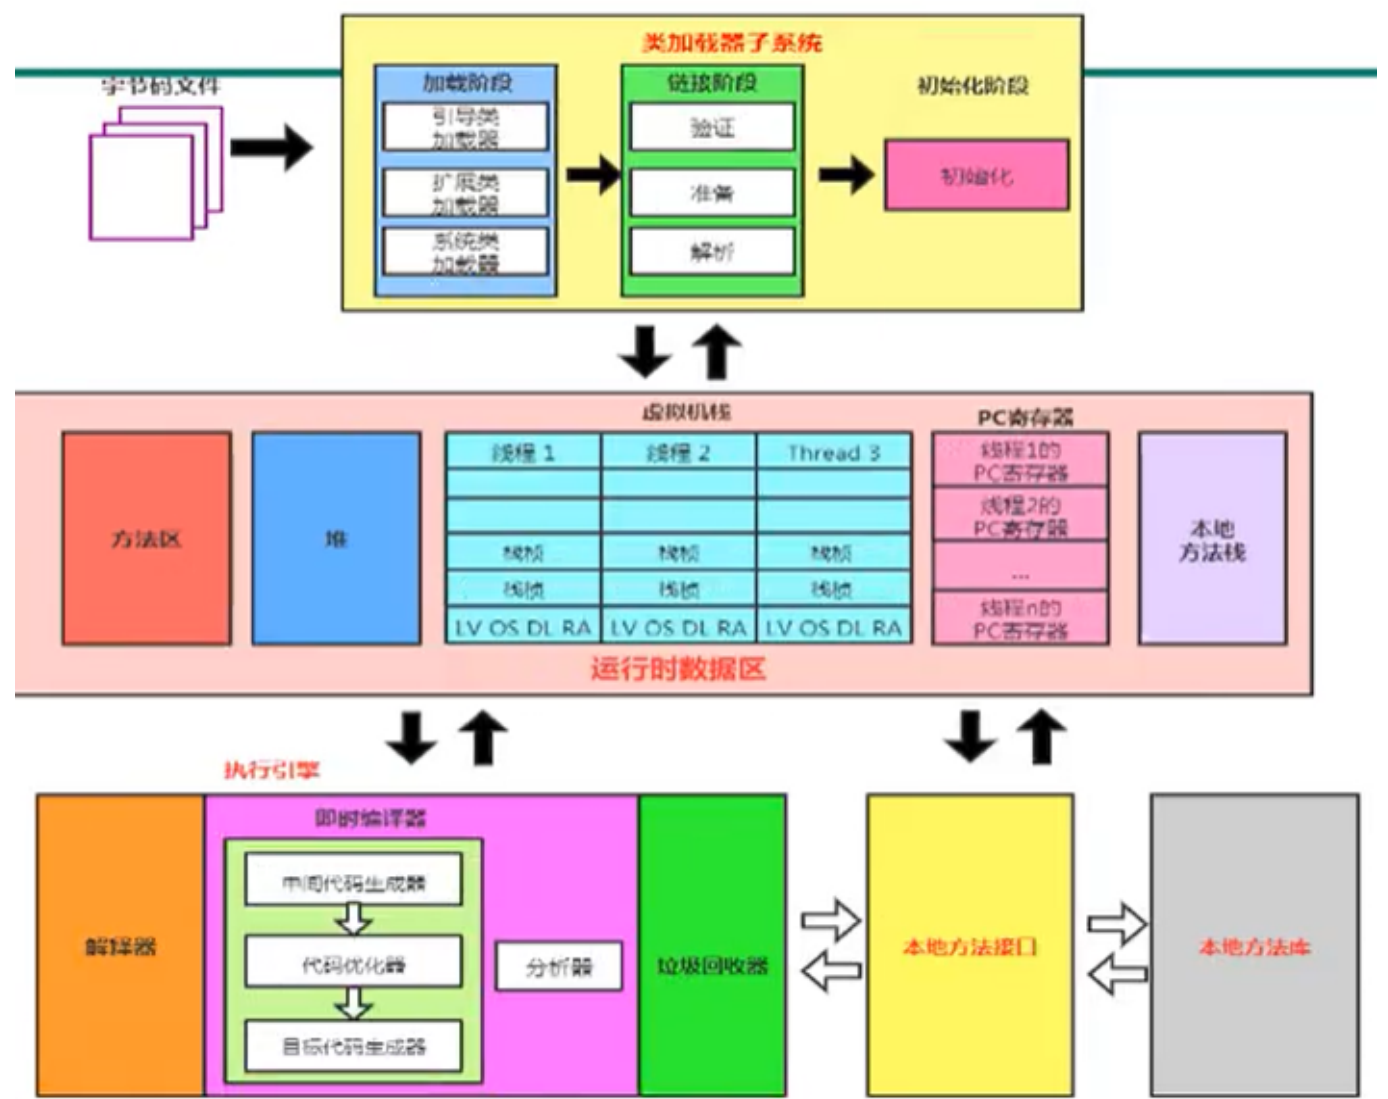 类加载器子系统
字节码文件
加载阶段
引导类
加载器
扩展类
加载器
系统类
加载器
链接阶段
验证
准备
解析
初始化阶段
初始化
虚拟机栈
PC寄存器
方法区
堆
线程 1
线程 2
Thread 3
栈帧
栈帧
栈帧
栈帧
栈帧
栈帧
LV OS DL RA
LV OS DL RA
LV OS DL RA
线程1的
PC寄存器
线程2的
PC寄存器
...
线程n的
PC寄存器
本地
方法栈
运行时数据区
执行引擎
解释器
即时编译器
中间代码生成器
代码优化器
目标代码生成器
分析器
垃圾回收器
本地方法接口
本地方法库